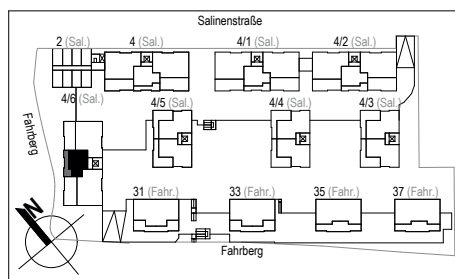 Salinenstraße
2 (Sal.) 4 (Sal.) 4/1 (Sal.) 4/2 (Sal.)
4/6 (Sal.) 4/5 (Sal.) 4/4 (Sal.) 4/3 (Sal.)
Fahrberg
31 (Fahr.) 33 (Fahr.) 35 (Fahr.) 37 (Fahr.)
N
Fahrberg